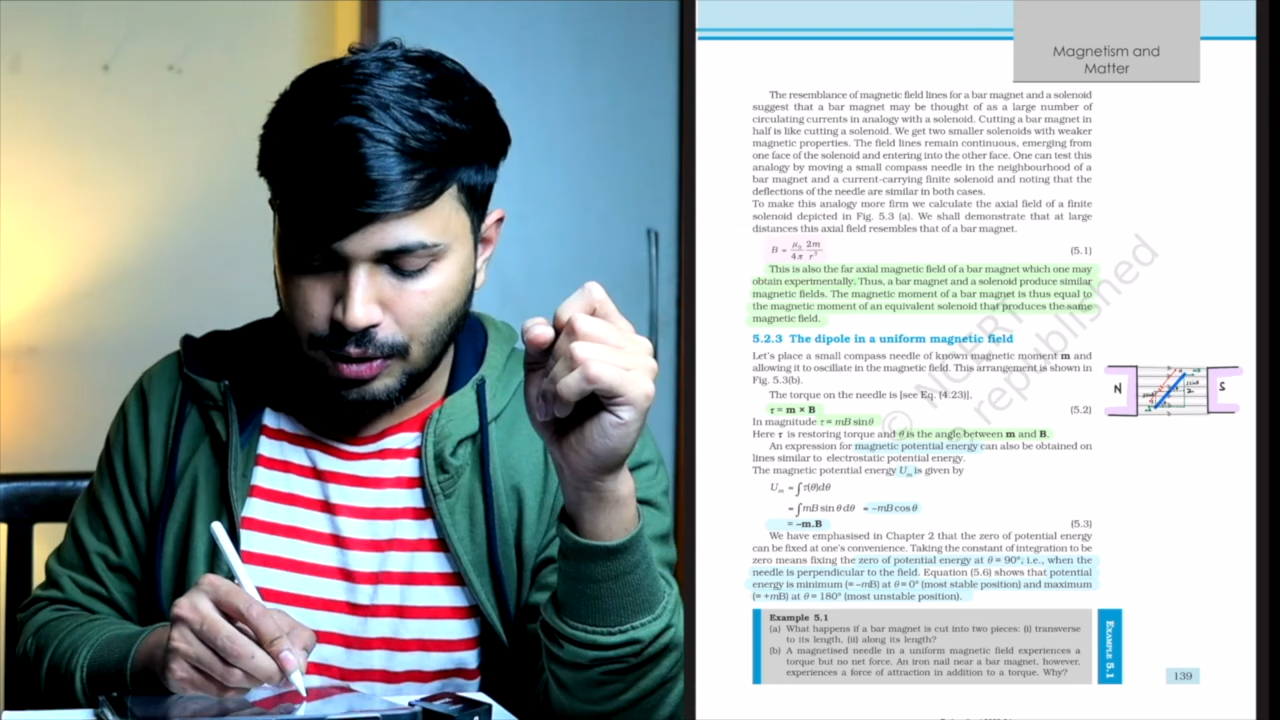 Magnetism and
Matter
The resemblance of magnetic field lines for a bar magnet and a solenoid
suggest that a bar magnet may be thought of as a large number of
circulating currents in analogy with a solenoid. Cutting a bar magnet in
half is like cutting a solenoid. We get two smaller solenoids with weaker
magnetic properties. The field lines remain continuous, emerging from
one face of the solenoid and entering into the other face. One can test this
analogy by moving a small compass needle in the neighbourhood of a
bar magnet and a current-carrying finite solenoid and noting that the
deflections of the needle are similar in both cases.
To make this analogy more firm we calculate the axial field of a finite
solenoid depicted in Fig. 5.3 (a). We shall demonstrate that at large
distances this axial field resembles that of a bar magnet.
B = μ₀/4π 2m/r³ (5.1)
This is also the far axial magnetic field of a bar magnet which one may
obtain experimentally. Thus, a bar magnet and a solenoid produce similar
magnetic fields. The magnetic moment of a bar magnet is thus equal to
the magnetic moment of an equivalent solenoid that produces the same
magnetic field.
5.2.3 The dipole in a uniform magnetic field
Let's place a small compass needle of known magnetic moment m and
allowing it to oscillate in the magnetic field. This arrangement is shown in
Fig. 5.3(b).
The torque on the needle is [see Eq. (4.23)],
τ = m × B (5.2)
In magnitude τ = mB sinθ
Here τ is restoring torque and θ is the angle between m and B.
An expression for magnetic potential energy can also be obtained on
lines similar to electrostatic potential energy.
The magnetic potential energy Uₘ is given by
Uₘ = ∫τ(θ)dθ
= ∫mB sin θ dθ = −mB cos θ
= −m.B (5.3)
We have emphasised in Chapter 2 that the zero of potential energy
can be fixed at one's convenience. Taking the constant of integration to be
zero means fixing the zero of potential energy at θ = 90°, i.e., when the
needle is perpendicular to the field. Equation (5.6) shows that potential
energy is minimum (= −mB) at θ = 0° (most stable position) and maximum
(= +mB) at θ = 180° (most unstable position).
N S
© NCERT
republished
Example 5.1
(a) What happens if a bar magnet is cut into two pieces: (i) transverse
to its length, (ii) along its length?
(b) A magnetised needle in a uniform magnetic field experiences a
torque but no net force. An iron nail near a bar magnet, however,
experiences a force of attraction in addition to a torque. Why?
EXAMPLE 5.1
139